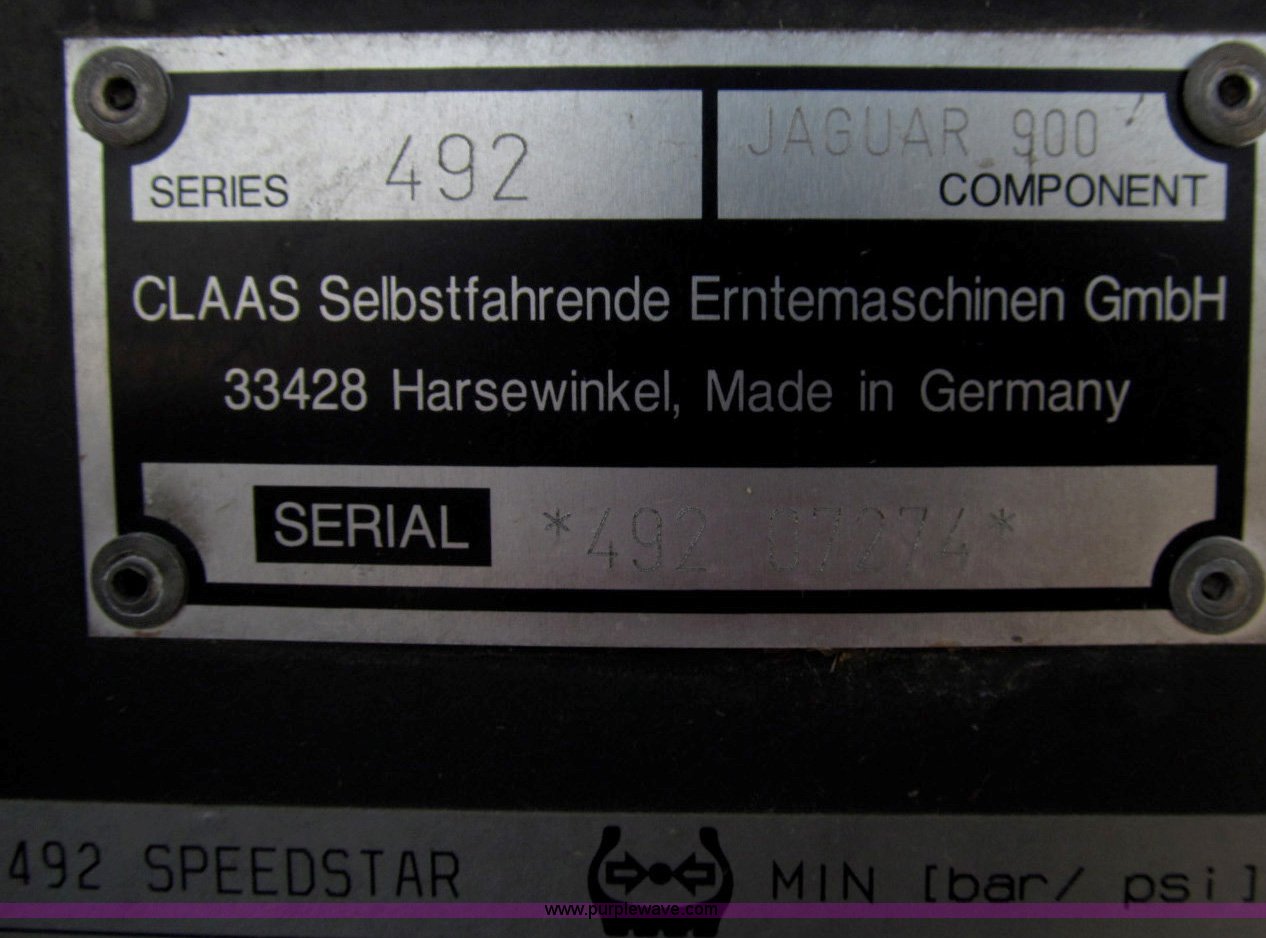 492
SERIES
JAGUAR 900
COMPONENT
CLAAS Selbstfahrende Erntemaschinen GmbH
33428 Harsewinkel, Made in Germany
SERIAL *492 07274*
492 SPEEDSTAR MIN [bar/ psi]
www.purplewave.com